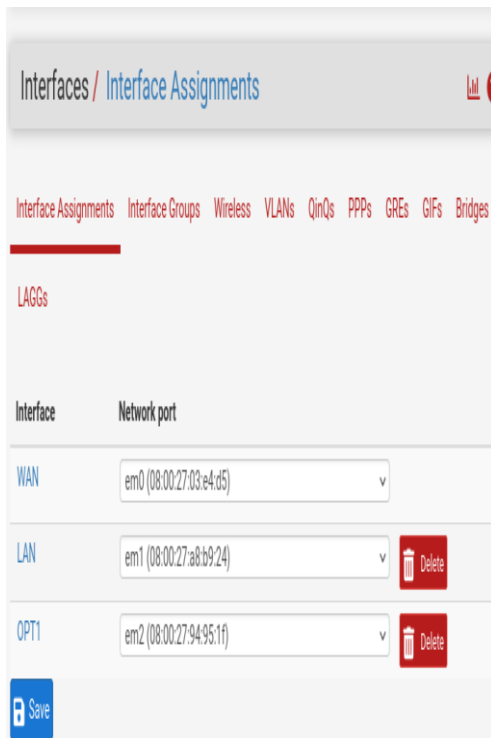 Interfaces / Interface Assignments
Interface Assignments Interface Groups Wireless VLANs QinQs PPPs GREs GIFs Bridges
LAGGs
Interface Network port
WAN em0 (08:00:27:03:e4:d5)
LAN em1 (08:00:27:a8:b9:24) Delete
OPT1 em2 (08:00:27:94:95:1f) Delete
Save